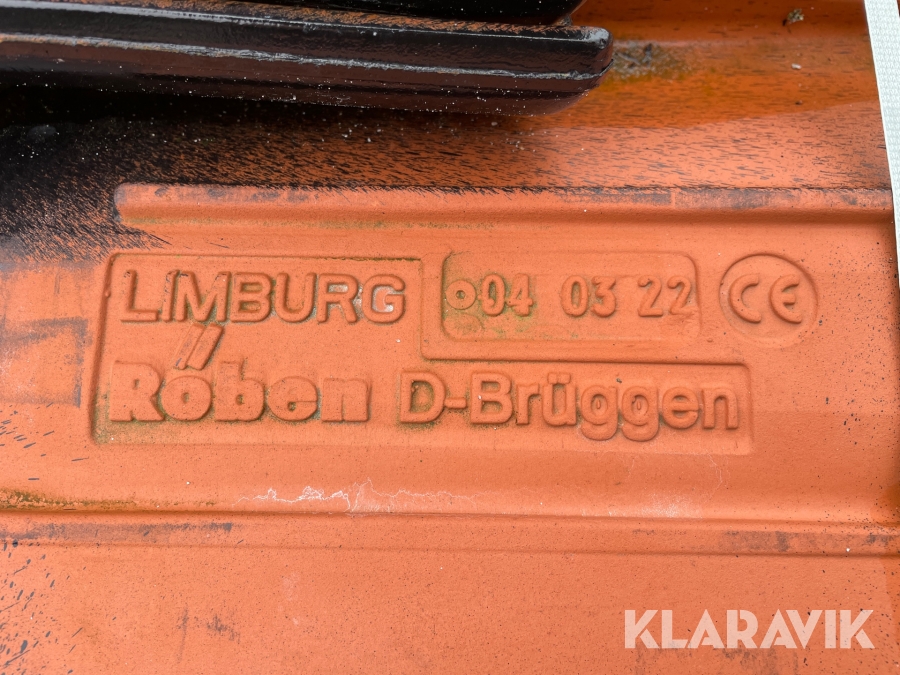 LIMBURG 04 03 22 CE
Röben D-Brüggen
KLARAVIK